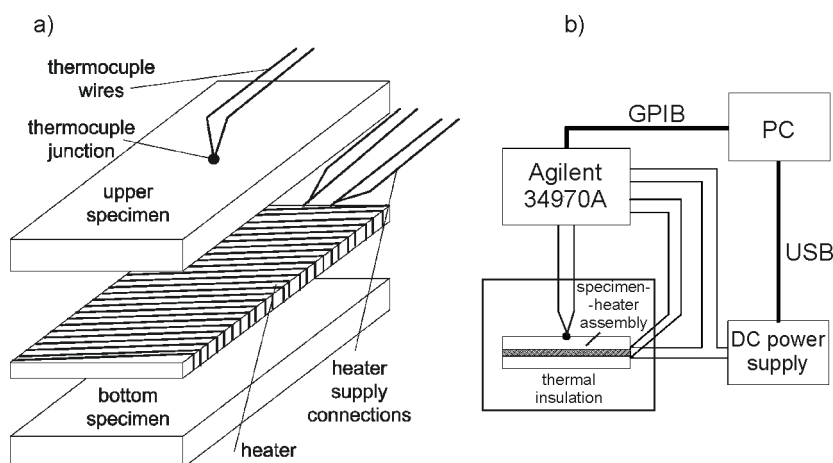 a)
thermocuple
wires
thermocuple
junction
upper
specimen
bottom
specimen
heater
supply
connections
heater
b)
GPIB
PC
Agilent
34970A
USB
specimen-
-heater
assembly
DC power
supply
thermal
insulation